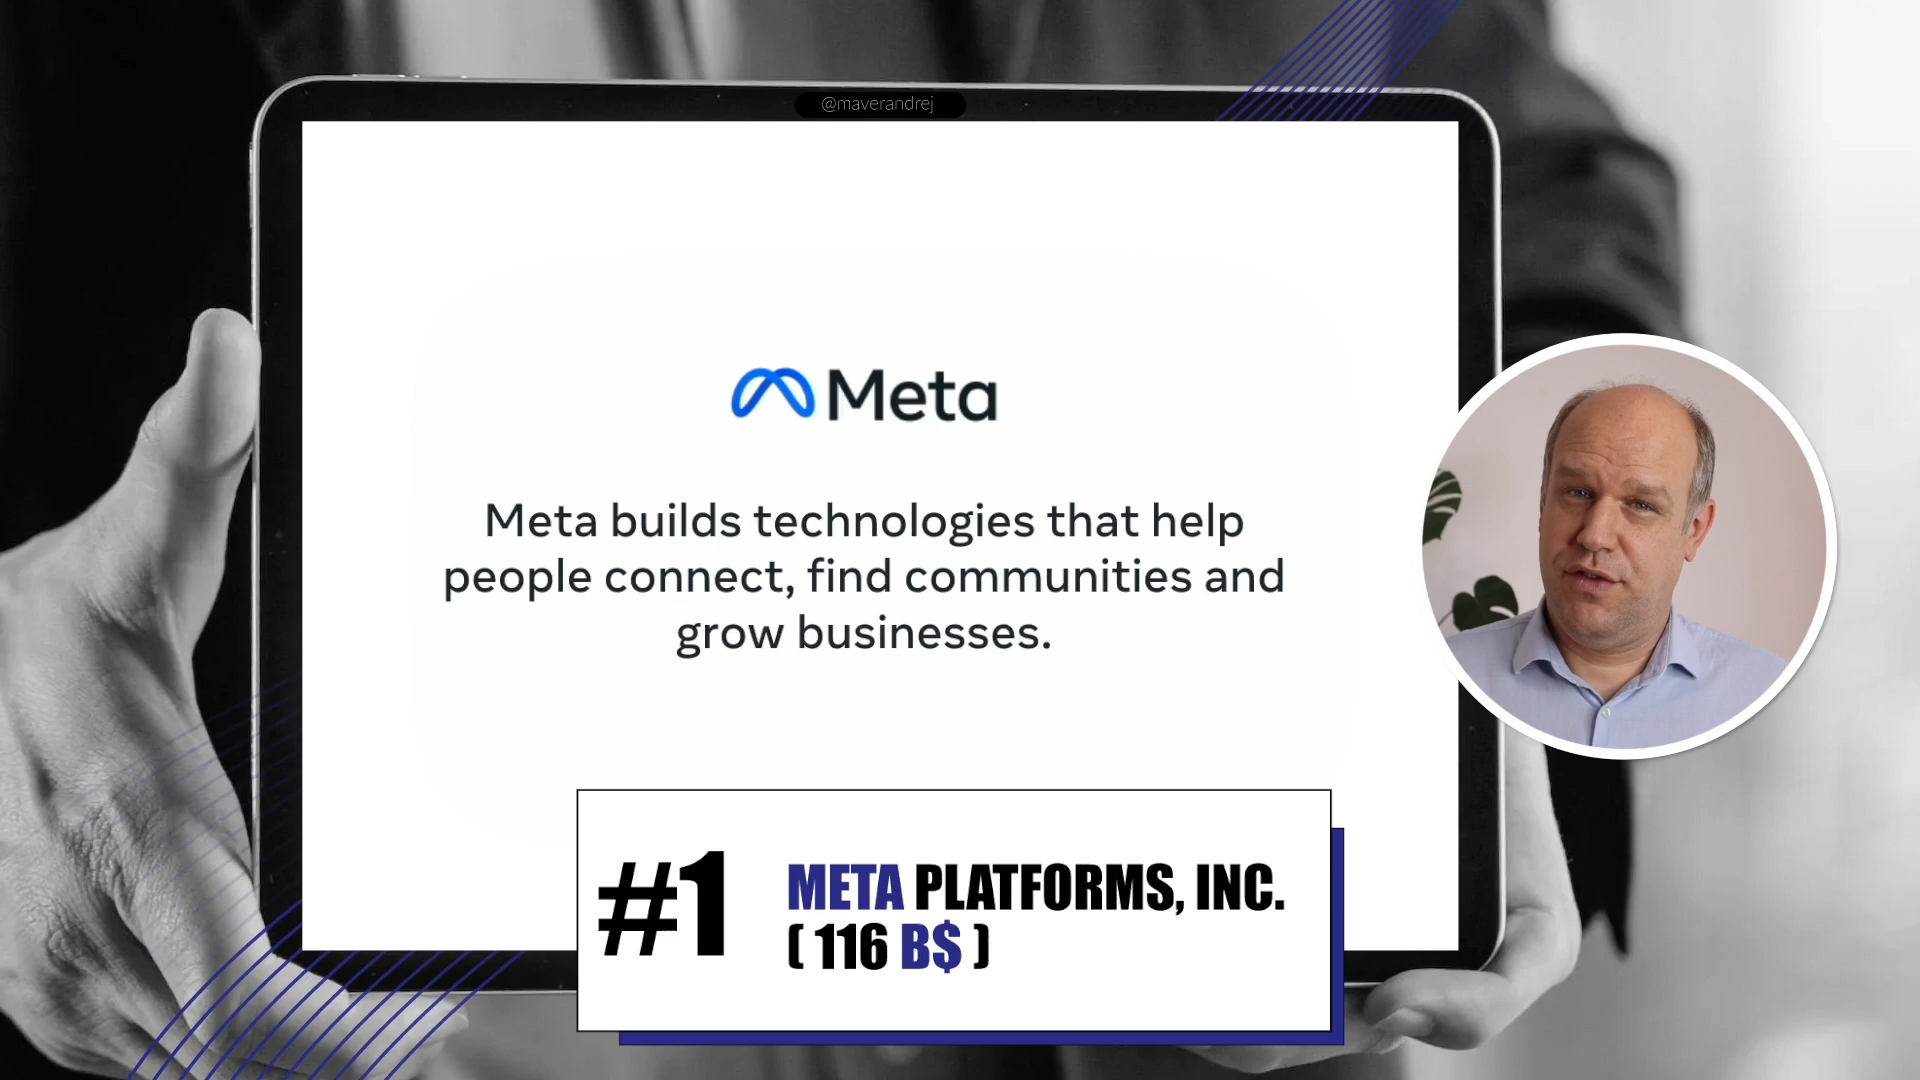 @maverandrej
Meta
Meta builds technologies that help
people connect, find communities and
grow businesses.
#1
META PLATFORMS, INC.
( 116 B$ )